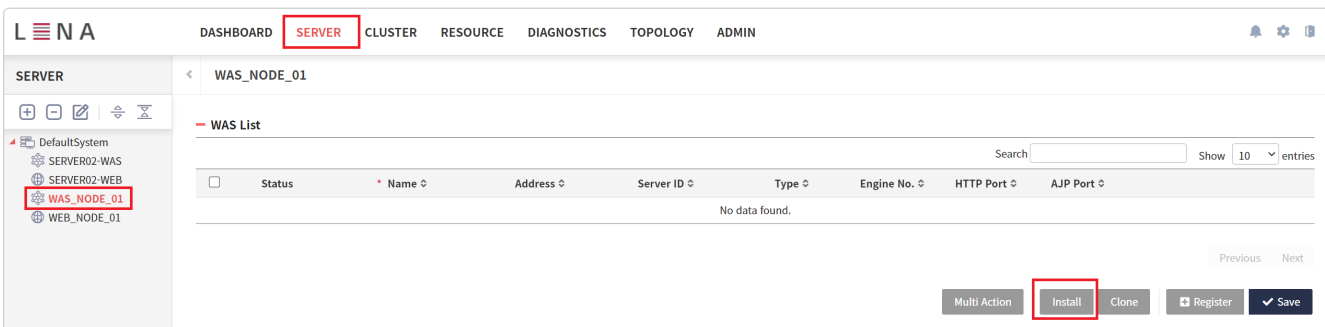 LENA
DASHBOARD SERVER CLUSTER RESOURCE DIAGNOSTICS TOPOLOGY ADMIN
SERVER
WAS_NODE_01
DefaultSystem
SERVER02-WAS
SERVER02-WEB
WAS_NODE_01
WEB_NODE_01
WAS List
Search
Show 10 entries
Status * Name Address Server ID Type Engine No. HTTP Port AJP Port
No data found.
Previous Next
Multi Action Install Clone Register Save